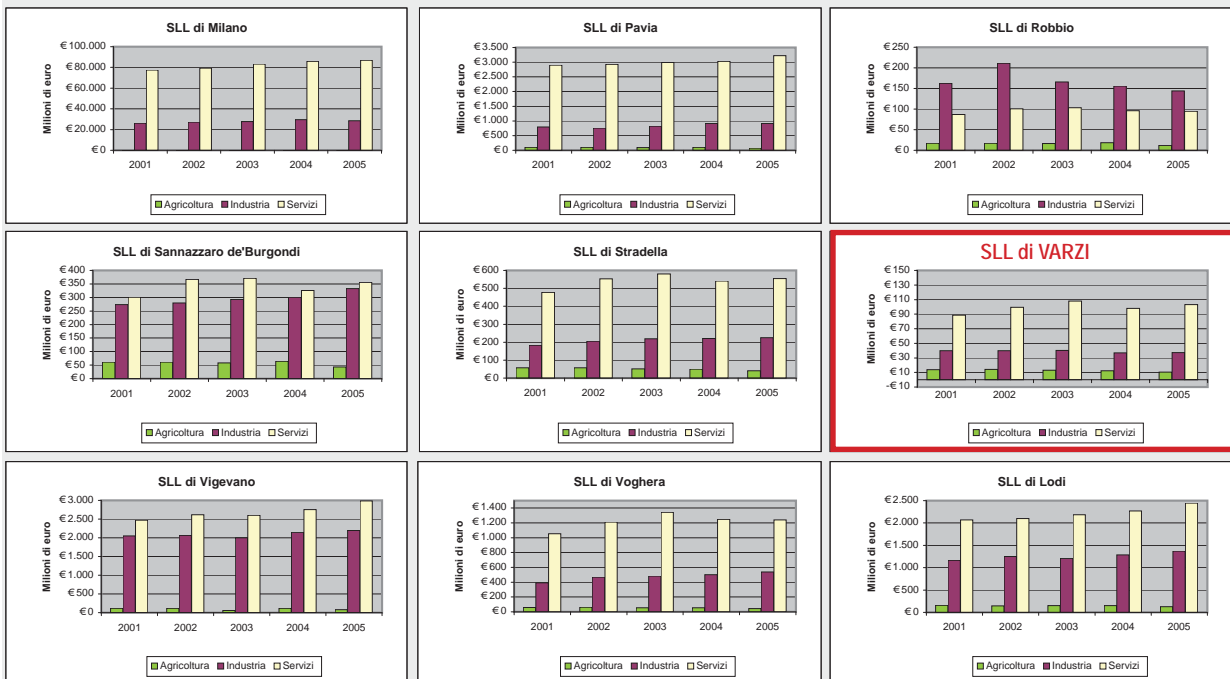 SLL di Milano
Milioni di euro
€100.000
€80.000
€60.000
€40.000
€20.000
€0
2001 2002 2003 2004 2005
Agricoltura Industria Servizi
SLL di Pavia
Milioni di euro
€3.500
€3.000
€2.500
€2.000
€1.500
€1.000
€500
€0
2001 2002 2003 2004 2005
Agricoltura Industria Servizi
SLL di Robbio
Milioni di euro
€250
€200
€150
€100
€50
€0
2001 2002 2003 2004 2005
Agricoltura Industria Servizi
SLL di Sannazzaro de'Burgondi
Milioni di euro
€400
€350
€300
€250
€200
€150
€100
€50
€0
2001 2002 2003 2004 2005
Agricoltura Industria Servizi
SLL di Stradella
Milioni di euro
€600
€500
€400
€300
€200
€100
€0
2001 2002 2003 2004 2005
Agricoltura Industria Servizi
SLL di VARZI
Milioni di euro
€150
€110
€90
€70
€50
€30
€10
-€10
2001 2002 2003 2004 2005
Agricoltura Industria Servizi
SLL di Vigevano
Milioni di euro
€3.000
€2.500
€2.000
€1.500
€1.000
€500
€0
2001 2002 2003 2004 2005
Agricoltura Industria Servizi
SLL di Voghera
Milioni di euro
€1.400
€1.200
€1.000
€800
€600
€400
€200
€0
2001 2002 2003 2004 2005
Agricoltura Industria Servizi
SLL di Lodi
Milioni di euro
€2.500
€2.000
€1.500
€1.000
€500
€0
2001 2002 2003 2004 2005
Agricoltura Industria Servizi